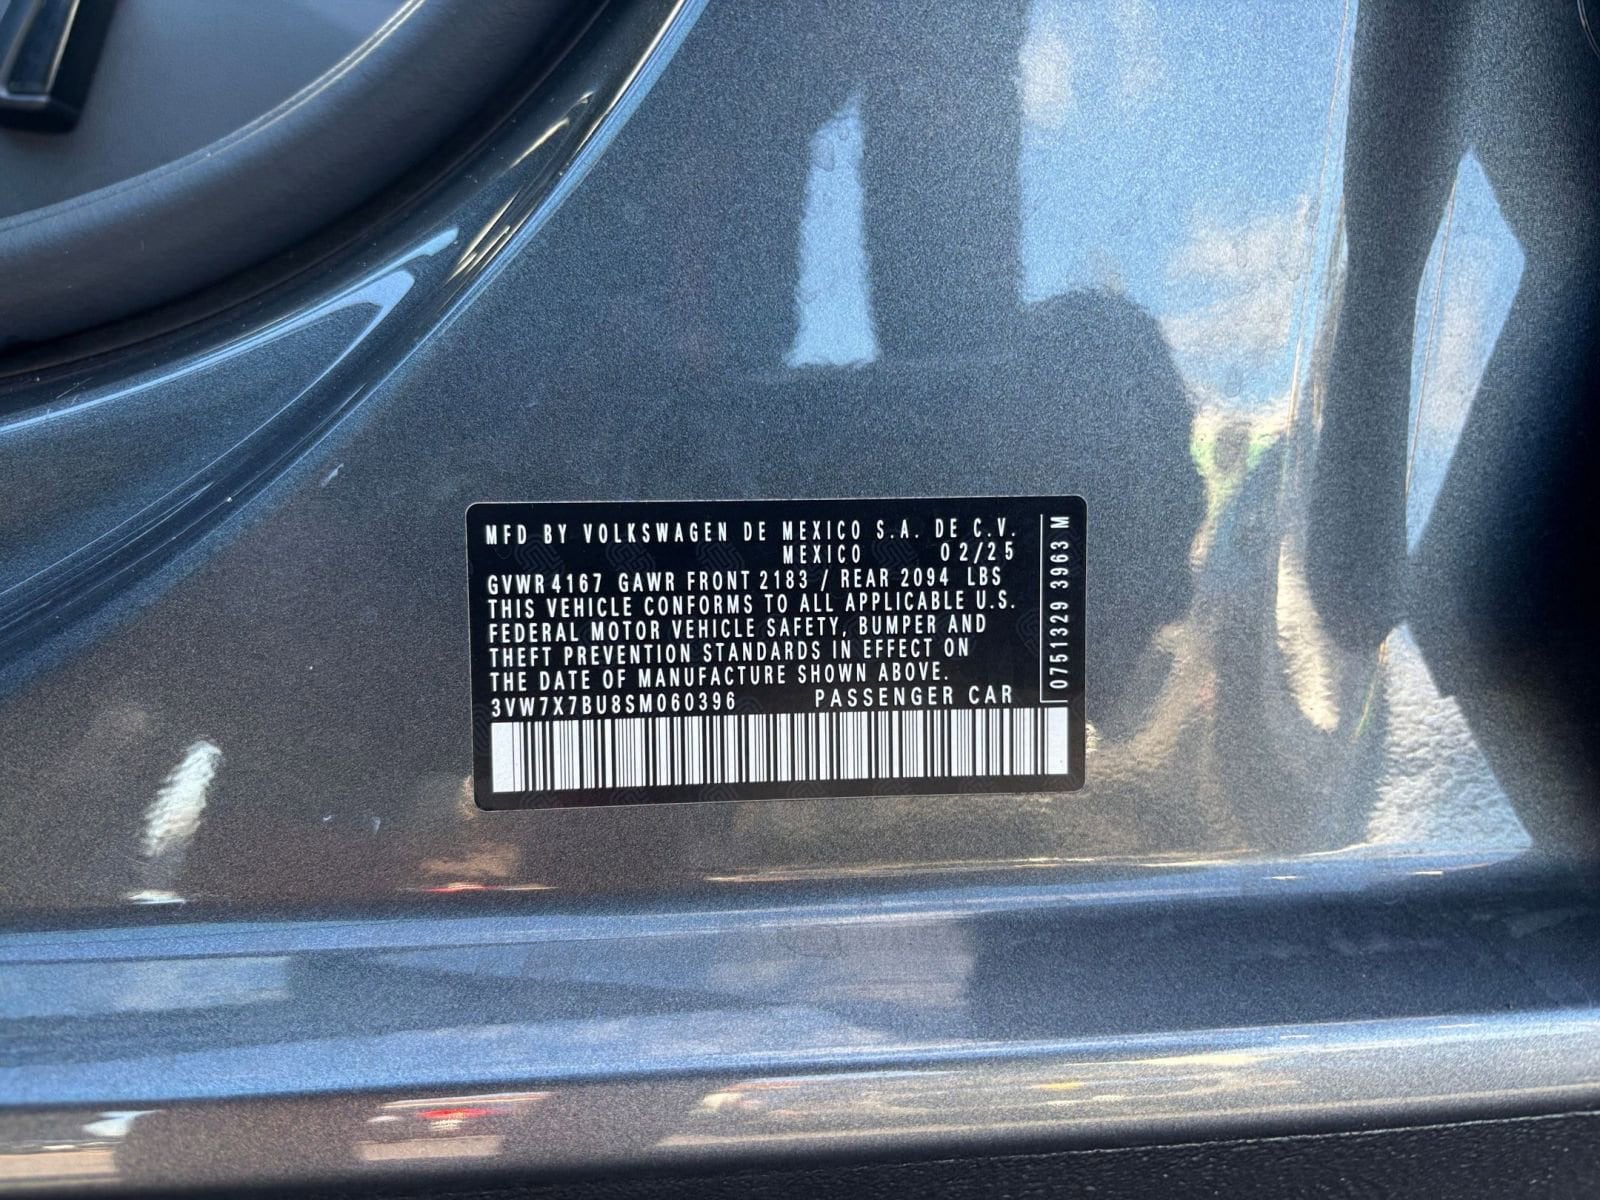 MFD BY VOLKSWAGEN DE MEXICO S.A. DE C.V.
MEXICO 02/25
GVWR 4167 GAWR FRONT 2183 / REAR 2094 LBS
THIS VEHICLE CONFORMS TO ALL APPLICABLE U.S.
FEDERAL MOTOR VEHICLE SAFETY, BUMPER AND
THEFT PREVENTION STANDARDS IN EFFECT ON
THE DATE OF MANUFACTURE SHOWN ABOVE.
3VW7X7BU8SM060396 PASSENGER CAR
0751329 3963 M